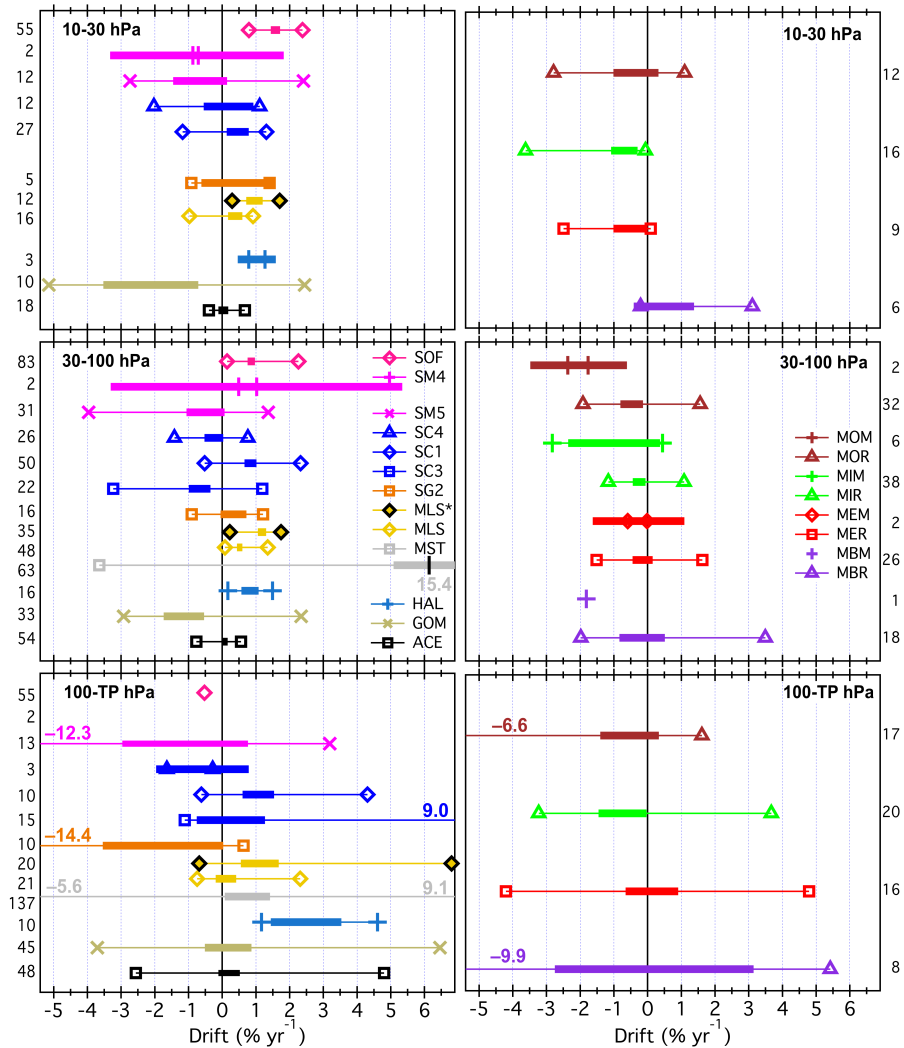 10-30 hPa
55
2
12
12
27
5
12
16
3
10
18
30-100 hPa
83
2
31
26
50
22
16
35
48
63
16
33
54
SOF
SM4
SM5
SC4
SC1
SC3
SG2
MLS*
MLS
MST
15.4
HAL
GOM
ACE
100-TP hPa
55
2
13
3
10
15
10
20
21
137
10
45
48
−12.3
9.0
−14.4
−5.6
9.1
-5 -4 -3 -2 -1 0 1 2 3 4 5 6
Drift (% yr-1)
10-30 hPa
12
16
9
6
30-100 hPa
2
32
6
38
2
26
1
18
MOM
MOR
MIM
MIR
MEM
MER
MBM
MBR
100-TP hPa
−6.6
17
20
16
−9.9
8
-5 -4 -3 -2 -1 0 1 2 3 4 5 6
Drift (% yr-1)